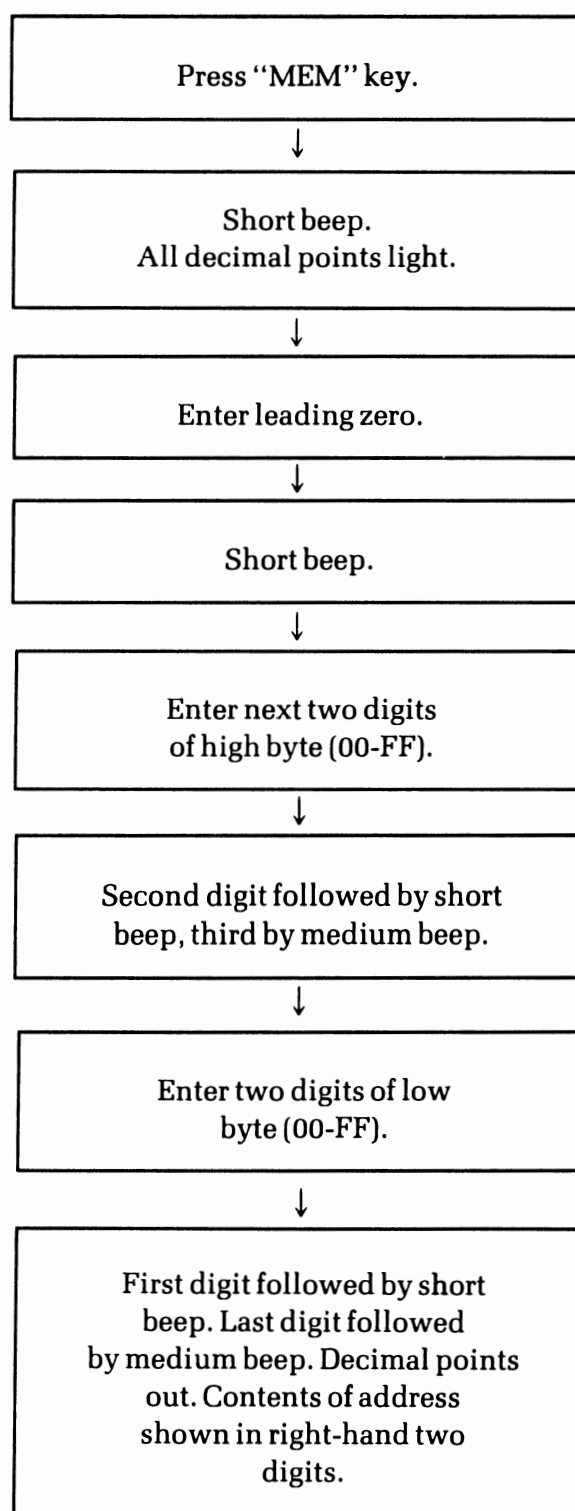 Press “MEM” key.
↓
Short beep.
All decimal points light.
↓
Enter leading zero.
↓
Short beep.
↓
Enter next two digits
of high byte (00-FF).
↓
Second digit followed by short
beep, third by medium beep.
↓
Enter two digits of low
byte (00-FF).
↓
First digit followed by short
beep. Last digit followed
by medium beep. Decimal points
out. Contents of address
shown in right-hand two
digits.